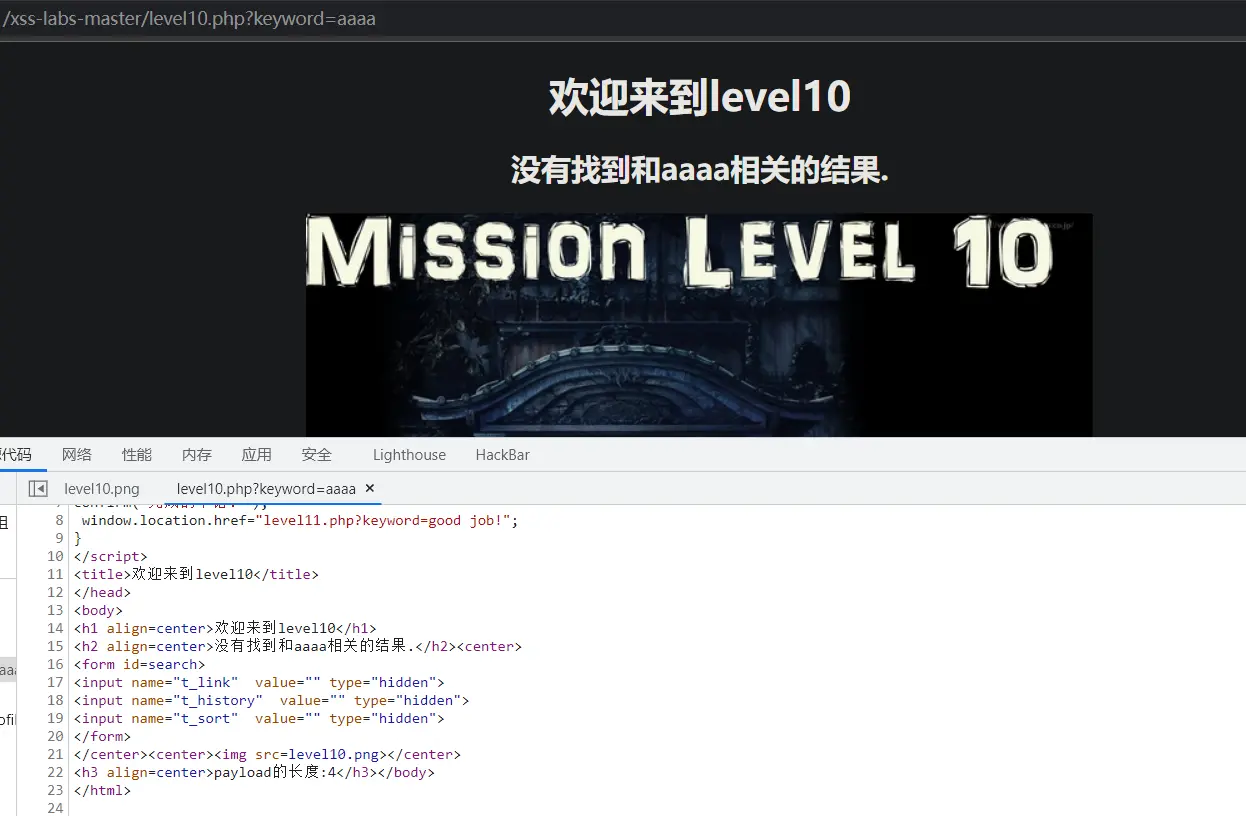 /xss-labs-master/level10.php?keyword=aaaa
欢迎来到level10
没有找到和aaaa相关的结果.
MISSION LEVEL 10
代码 网络 性能 内存 应用 安全 Lighthouse HackBar
level10.png level10.php?keyword=aaaa ×
8 window.location.href="level11.php?keyword=good job!";
9 }
10 </script>
11 <title>欢迎来到level10</title>
12 </head>
13 <body>
14 <h1 align=center>欢迎来到level10</h1>
15 <h2 align=center>没有找到和aaaa相关的结果.</h2><center>
16 <form id=search>
17 <input name="t_link"  value="" type="hidden">
18 <input name="t_history"  value="" type="hidden">
19 <input name="t_sort"  value="" type="hidden">
20 </form>
21 </center><center><img src=level10.png></center>
22 <h3 align=center>payload的长度:4</h3></body>
23 </html>
24